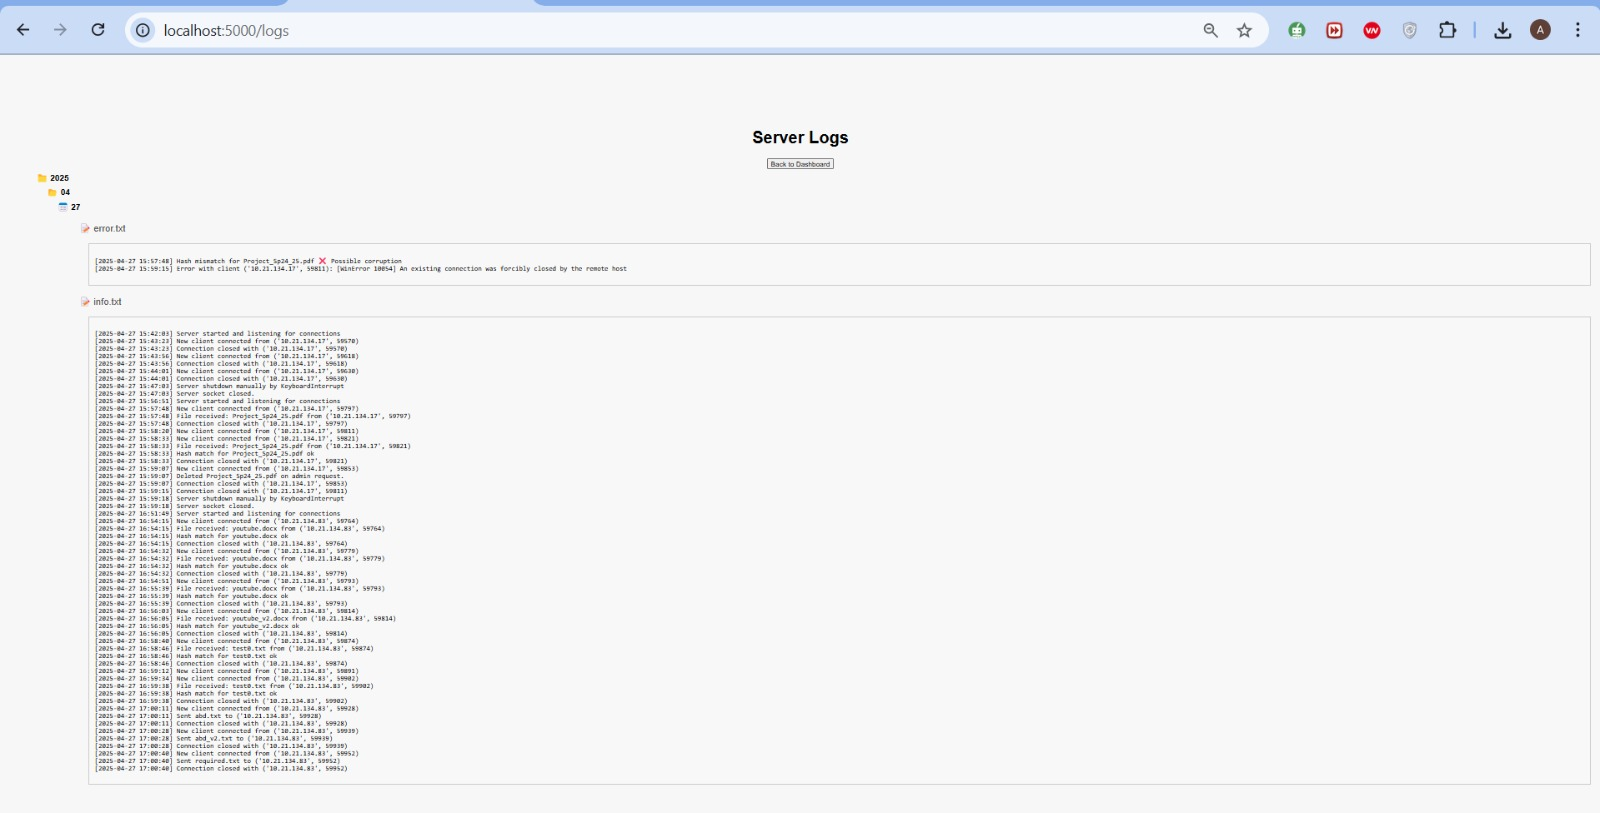 localhost:5000/logs
A
Server Logs
Back to Dashboard
2025
04
27
error.txt
[2025-04-27 15:57:48] Hash mismatch for Project_Sp24_25.pdf ❌ Possible corruption
[2025-04-27 15:59:15] Error with client ('10.21.134.17', 59811): [WinError 10054] An existing connection was forcibly closed by the remote host
info.txt
[2025-04-27 15:42:03] Server started and listening for connections
[2025-04-27 15:43:23] New client connected from ('10.21.134.17', 59570)
[2025-04-27 15:43:23] Connection closed with ('10.21.134.17', 59570)
[2025-04-27 15:43:56] New client connected from ('10.21.134.17', 59618)
[2025-04-27 15:43:56] Connection closed with ('10.21.134.17', 59618)
[2025-04-27 15:44:01] New client connected from ('10.21.134.17', 59630)
[2025-04-27 15:44:01] Connection closed with ('10.21.134.17', 59630)
[2025-04-27 15:47:03] Server shutdown manually by KeyboardInterrupt
[2025-04-27 15:47:03] Server socket closed.
[2025-04-27 15:56:51] Server started and listening for connections
[2025-04-27 15:57:48] New client connected from ('10.21.134.17', 59797)
[2025-04-27 15:57:48] File received: Project_Sp24_25.pdf from ('10.21.134.17', 59797)
[2025-04-27 15:57:48] Connection closed with ('10.21.134.17', 59797)
[2025-04-27 15:58:20] New client connected from ('10.21.134.17', 59811)
[2025-04-27 15:58:33] New client connected from ('10.21.134.17', 59821)
[2025-04-27 15:58:33] File received: Project_Sp24_25.pdf from ('10.21.134.17', 59821)
[2025-04-27 15:58:33] Hash match for Project_Sp24_25.pdf ok
[2025-04-27 15:58:33] Connection closed with ('10.21.134.17', 59821)
[2025-04-27 15:59:07] New client connected from ('10.21.134.17', 59853)
[2025-04-27 15:59:07] Deleted Project_Sp24_25.pdf on admin request.
[2025-04-27 15:59:07] Connection closed with ('10.21.134.17', 59853)
[2025-04-27 15:59:15] Connection closed with ('10.21.134.17', 59811)
[2025-04-27 15:59:18] Server shutdown manually by KeyboardInterrupt
[2025-04-27 15:59:18] Server socket closed.
[2025-04-27 16:51:49] Server started and listening for connections
[2025-04-27 16:54:15] New client connected from ('10.21.134.83', 59764)
[2025-04-27 16:54:15] File received: youtube.docx from ('10.21.134.83', 59764)
[2025-04-27 16:54:15] Hash match for youtube.docx ok
[2025-04-27 16:54:15] Connection closed with ('10.21.134.83', 59764)
[2025-04-27 16:54:32] New client connected from ('10.21.134.83', 59779)
[2025-04-27 16:54:32] File received: youtube.docx from ('10.21.134.83', 59779)
[2025-04-27 16:54:32] Hash match for youtube.docx ok
[2025-04-27 16:54:32] Connection closed with ('10.21.134.83', 59779)
[2025-04-27 16:54:51] New client connected from ('10.21.134.83', 59793)
[2025-04-27 16:55:39] File received: youtube.docx from ('10.21.134.83', 59793)
[2025-04-27 16:55:39] Hash match for youtube.docx ok
[2025-04-27 16:55:39] Connection closed with ('10.21.134.83', 59793)
[2025-04-27 16:56:03] New client connected from ('10.21.134.83', 59814)
[2025-04-27 16:56:05] File received: youtube_v2.docx from ('10.21.134.83', 59814)
[2025-04-27 16:56:05] Hash match for youtube_v2.docx ok
[2025-04-27 16:56:05] Connection closed with ('10.21.134.83', 59814)
[2025-04-27 16:58:40] New client connected from ('10.21.134.83', 59874)
[2025-04-27 16:58:46] File received: test0.txt from ('10.21.134.83', 59874)
[2025-04-27 16:58:46] Hash match for test0.txt ok
[2025-04-27 16:58:46] Connection closed with ('10.21.134.83', 59874)
[2025-04-27 16:59:12] New client connected from ('10.21.134.83', 59891)
[2025-04-27 16:59:34] New client connected from ('10.21.134.83', 59902)
[2025-04-27 16:59:38] File received: test0.txt from ('10.21.134.83', 59902)
[2025-04-27 16:59:38] Hash match for test0.txt ok
[2025-04-27 16:59:38] Connection closed with ('10.21.134.83', 59902)
[2025-04-27 17:00:11] New client connected from ('10.21.134.83', 59928)
[2025-04-27 17:00:11] Sent abd.txt to ('10.21.134.83', 59928)
[2025-04-27 17:00:11] Connection closed with ('10.21.134.83', 59928)
[2025-04-27 17:00:28] New client connected from ('10.21.134.83', 59939)
[2025-04-27 17:00:28] Sent abd_v2.txt to ('10.21.134.83', 59939)
[2025-04-27 17:00:28] Connection closed with ('10.21.134.83', 59939)
[2025-04-27 17:00:40] New client connected from ('10.21.134.83', 59952)
[2025-04-27 17:00:40] Sent required.txt to ('10.21.134.83', 59952)
[2025-04-27 17:00:40] Connection closed with ('10.21.134.83', 59952)